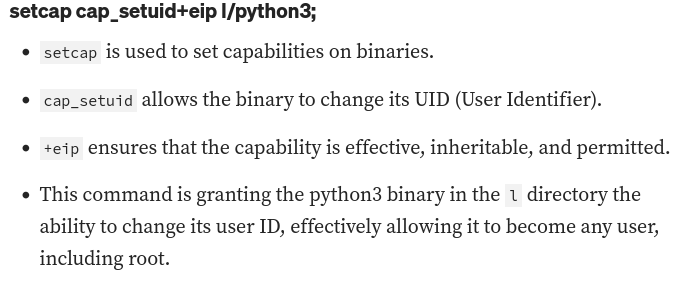 setcap cap_setuid+eip l/python3;
• setcap is used to set capabilities on binaries.
• cap_setuid allows the binary to change its UID (User Identifier).
• +eip ensures that the capability is effective, inheritable, and permitted.
• This command is granting the python3 binary in the l directory the
ability to change its user ID, effectively allowing it to become any user,
including root.